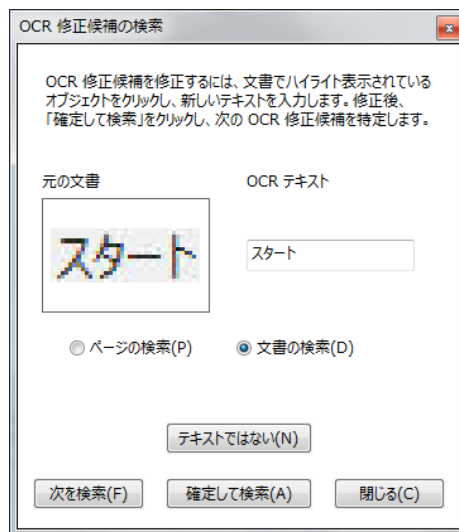 OCR 修正候補の検索
OCR 修正候補を修正するには、文書でハイライト表示されている
オブジェクトをクリックし、新しいテキストを入力します。修正後、
「確定して検索」をクリックし、次の OCR 修正候補を特定します。
元の文書
OCR テキスト
スタート
スタート
ページの検索(P)
文書の検索(D)
テキストではない(N)
次を検索(F)
確定して検索(A)
閉じる(C)